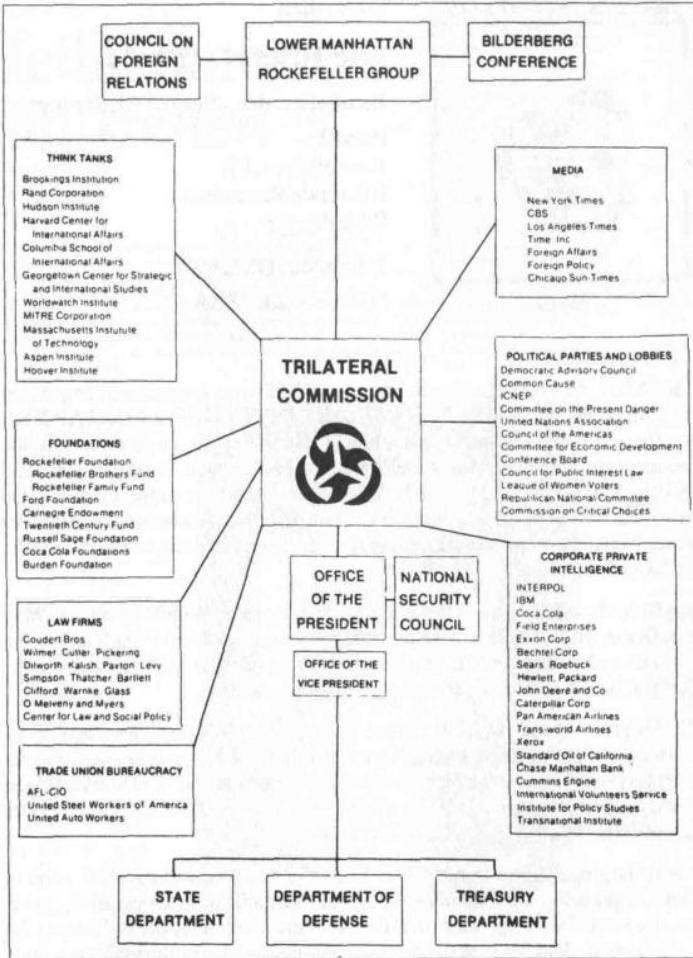 COUNCIL ON
FOREIGN
RELATIONS
LOWER MANHATTAN
ROCKEFELLER GROUP
BILDERBERG
CONFERENCE
THINK TANKS
Brookings Institution
Rand Corporation
Hudson Institute
Harvard Center for
International Affairs
Columbia School of
International Affairs
Georgetown Center for Strategic
and International Studies
Worldwatch Institute
MITRE Corporation
Massachusetts Institute
of Technology
Aspen Institute
Hoover Institute
MEDIA
New York Times
CBS
Los Angeles Times
Time Inc
Foreign Affairs
Foreign Policy
Chicago Sun-Times
TRILATERAL
COMMISSION
POLITICAL PARTIES AND LOBBIES
Democratic Advisory Council
Common Cause
ICNEP
Committee on the Present Danger
United Nations Association
Council of the Americas
Committee for Economic Development
Conference Board
Council for Public Interest Law
League of Women Voters
Republican National Committee
Commission on Critical Choices
FOUNDATIONS
Rockefeller Foundation
Rockefeller Brothers Fund
Rockefeller Family Fund
Ford Foundation
Carnegie Endowment
Twentieth Century Fund
Russell Sage Foundation
Coca Cola Foundations
Burden Foundation
OFFICE
OF THE
PRESIDENT
NATIONAL
SECURITY
COUNCIL
OFFICE OF THE
VICE PRESIDENT
CORPORATE PRIVATE
INTELLIGENCE
INTERPOL
IBM
Coca Cola
Field Enterprises
Exxon Corp
Bechtel Corp
Sears, Roebuck
Hewlett, Packard
John Deere and Co
Caterpillar Corp
Pan American Airlines
Trans-world Airlines
Xerox
Standard Oil of California
Chase Manhattan Bank
Cummins Engine
International Volunteers Service
Institute for Policy Studies
Transnational Institute
LAW FIRMS
Coudert Bros
Wilmer, Cutler, Pickering
Dilworth, Kalish, Paxton, Levy
Simpson, Thatcher, Bartlett
Clifford, Warnke, Glass
O Melveny and Myers
Center for Law and Social Policy
TRADE UNION BUREAUCRACY
AFL-CIO
United Steel Workers of America
United Auto Workers
STATE
DEPARTMENT
DEPARTMENT OF
DEFENSE
TREASURY
DEPARTMENT